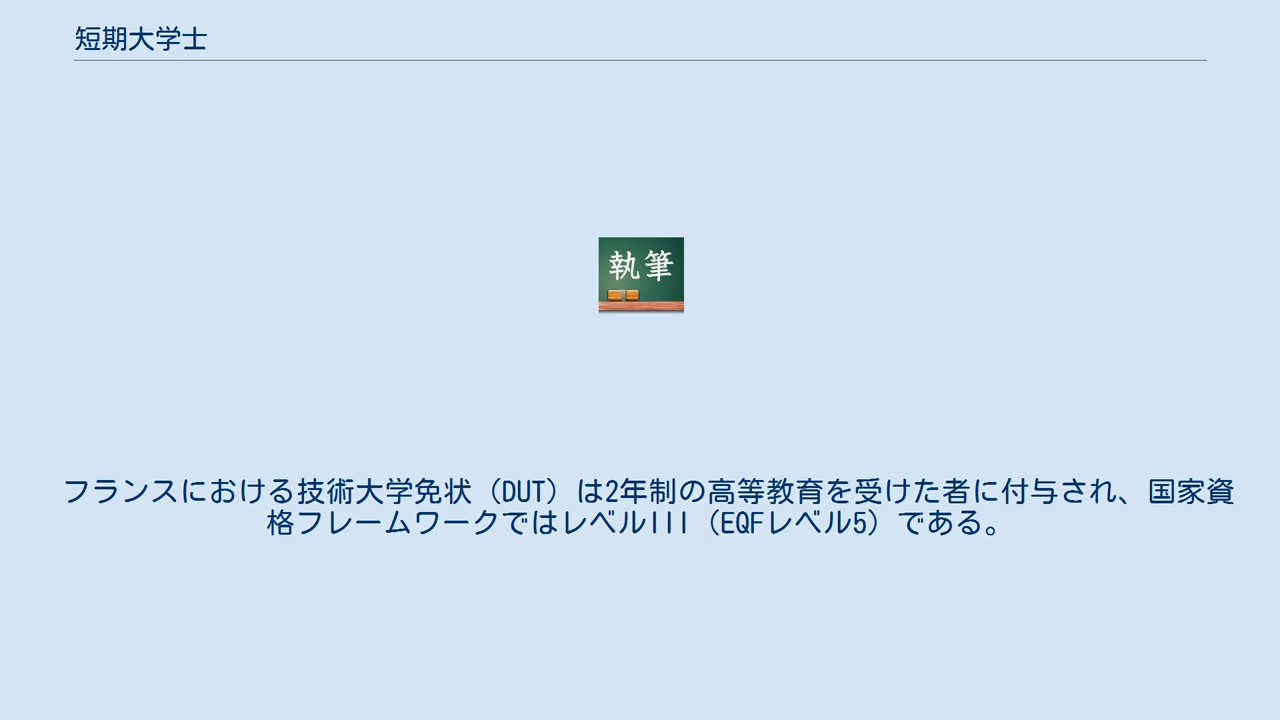 短期大学士
執筆
フランスにおける技術大学免状（DUT）は2年制の高等教育を受けた者に付与され、国家資
格フレームワークではレベルIII（EQFレベル5）である。